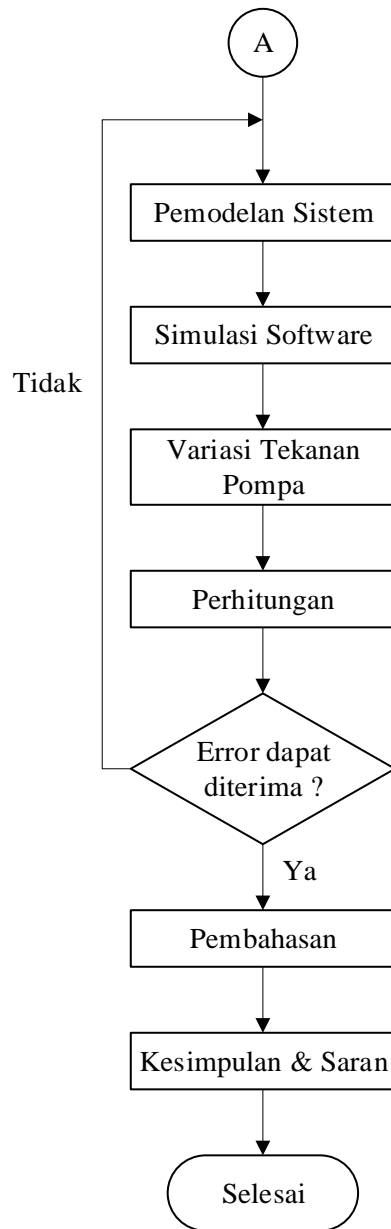 A
Pemodelan Sistem
Simulasi Software
Tidak
Variasi Tekanan
Pompa
Perhitungan
Error dapat
diterima ?
Ya
Pembahasan
Kesimpulan & Saran
Selesai